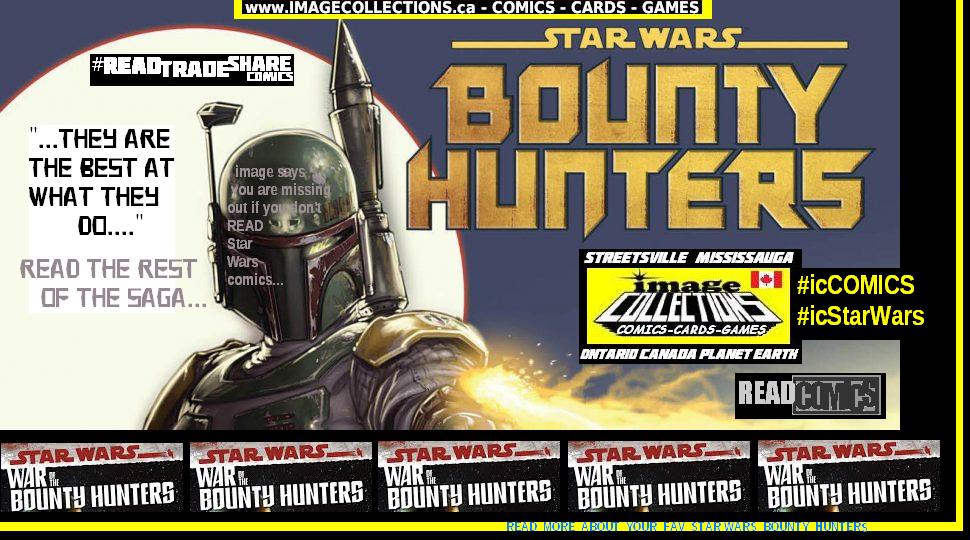 www.IMAGECOLLECTIONS.ca - COMICS - CARDS - GAMES
#READTRADESHARE
COMICS
STAR WARS
BOUNTY
HUNTERS
"...THEY ARE
THE BEST AT
WHAT THEY
DO...."
READ THE REST
OF THE SAGA...
image says
you are missing
out if you don't
READ
Star
Wars
comics...
STREETSVILLE MISSISSAUGA
image
COLLECTIONS
COMICS-CARDS-GAMES
ONTARIO CANADA PLANET EARTH
#icCOMICS
#icStarWars
READ COMICS
STAR WARS
WAR OF THE
BOUNTY HUNTERS
STAR WARS
WAR OF THE
BOUNTY HUNTERS
STAR WARS
WAR OF THE
BOUNTY HUNTERS
STAR WARS
WAR OF THE
BOUNTY HUNTERS
STAR WARS
WAR OF THE
BOUNTY HUNTERS
READ MORE ABOUT YOUR FAV STAR WARS BOUNTY HUNTERS